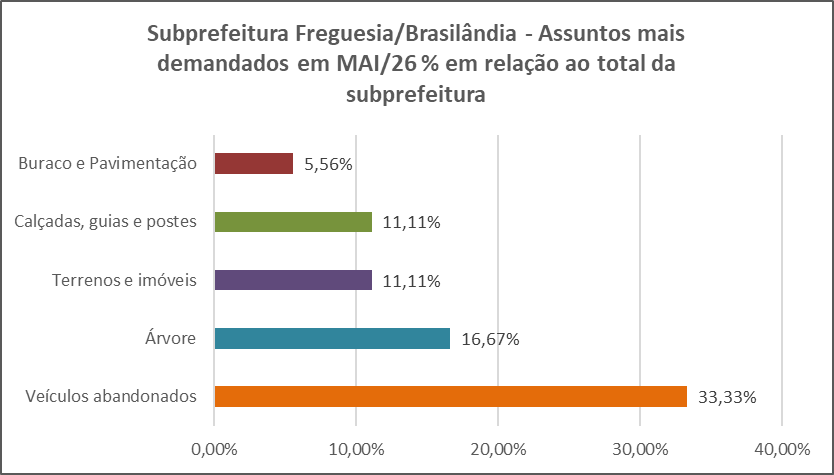 Subprefeitura Freguesia/Brasilândia - Assuntos mais
demandados em MAI/26 % em relação ao total da
subprefeitura
Buraco e Pavimentação 5,56%
Calçadas, guias e postes 11,11%
Terrenos e imóveis 11,11%
Árvore 16,67%
Veículos abandonados 33,33%
0,00% 10,00% 20,00% 30,00% 40,00%